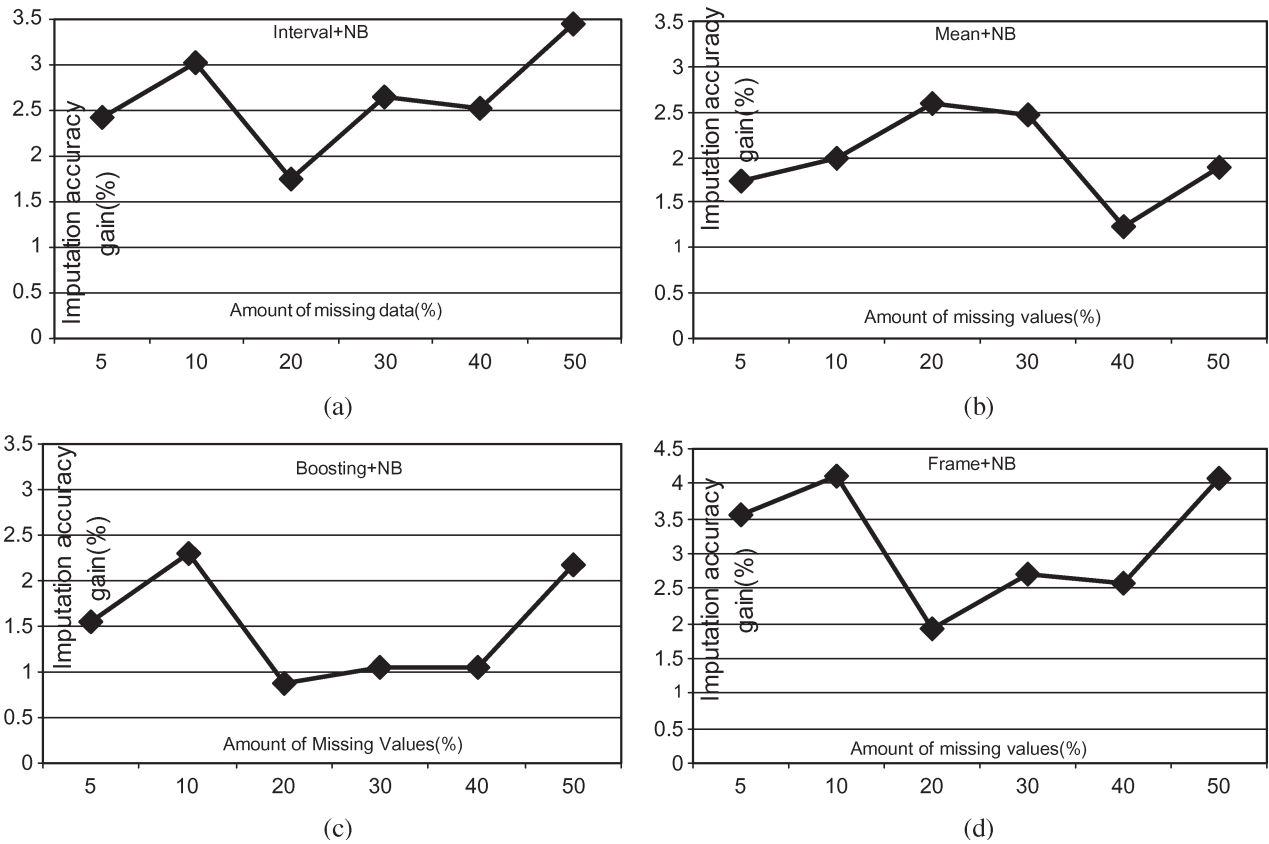 3.5
3
2.5
2
1.5
1
0.5
0
Imputation accuracy
gain(%)
Interval+NB
Amount of missing data(%)
5 10 20 30 40 50
(a)
3.5
3
2.5
2
1.5
1
0.5
0
Imputation accuracy
gain(%)
Mean+NB
Amount of missing values(%)
5 10 20 30 40 50
(b)
3.5
3
2.5
2
1.5
1
0.5
0
Imputation accuracy
gain(%)
Boosting+NB
Amount of Missing Values(%)
5 10 20 30 40 50
(c)
4.5
4
3.5
3
2.5
2
1.5
1
0.5
0
Imputation accuracy
gain(%)
Frame+NB
Amount of missing values(%)
5 10 20 30 40 50
(d)